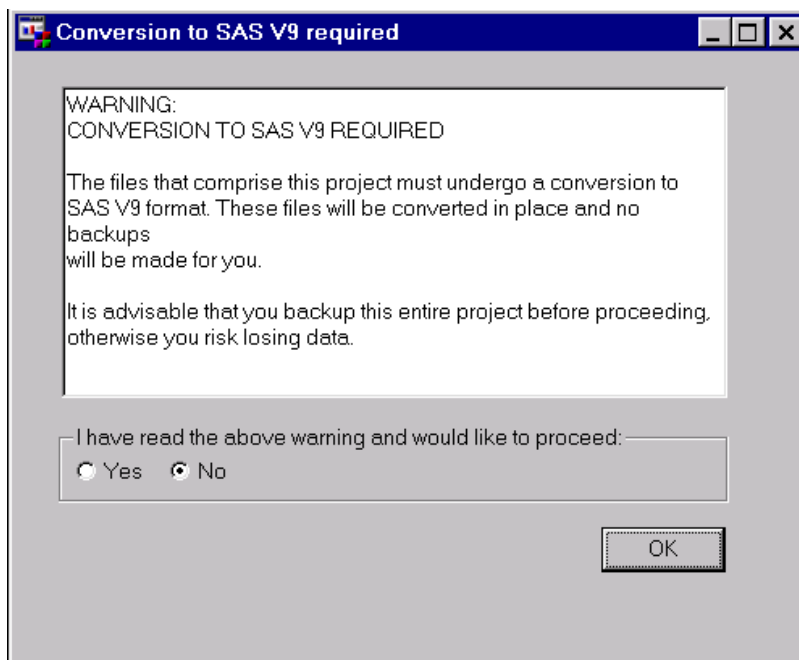 Conversion to SAS V9 required
WARNING:
CONVERSION TO SAS V9 REQUIRED
The files that comprise this project must undergo a conversion to
SAS V9 format. These files will be converted in place and no
backups
will be made for you.
It is advisable that you backup this entire project before proceeding,
otherwise you risk losing data.
I have read the above warning and would like to proceed:
Yes No
OK